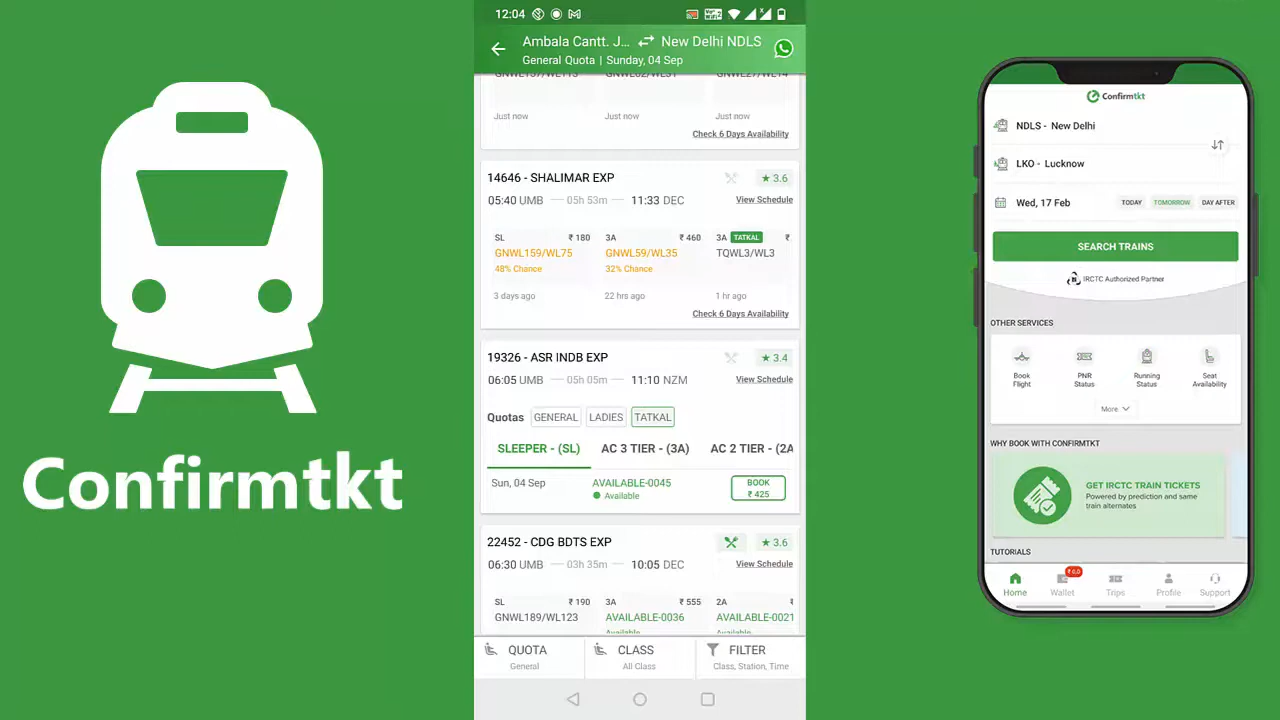 Confirmtkt
12:04
Ambala Cantt. J... New Delhi NDLS
General Quota | Sunday, 04 Sep
Just now Just now Just now
Check 6 Days Availability
14646 - SHALIMAR EXP ★ 3.6
05:40 UMB 05h 53m 11:33 DEC View Schedule
SL ₹ 180 3A ₹ 460 3A TATKAL ₹
GNWL159/WL75 GNWL59/WL35 TQWL3/WL3
48% Chance 32% Chance
3 days ago 22 hrs ago 1 hr ago
Check 6 Days Availability
19326 - ASR INDB EXP ★ 3.4
06:05 UMB 05h 05m 11:10 NZM View Schedule
Quotas GENERAL LADIES TATKAL
SLEEPER - (SL) AC 3 TIER - (3A) AC 2 TIER - (2A
Sun, 04 Sep AVAILABLE-0045 BOOK
Available ₹ 425
22452 - CDG BDTS EXP ★ 3.6
06:30 UMB 03h 35m 10:05 DEC View Schedule
SL ₹ 190 3A ₹ 555 2A
GNWL189/WL123 AVAILABLE-0036 AVAILABLE-0021
Available Available
QUOTA CLASS FILTER
General All Class Class, Station, Time
Confirmtkt
NDLS - New Delhi
LKO - Lucknow
Wed, 17 Feb TODAY TOMORROW DAY AFTER
SEARCH TRAINS
IRCTC Authorized Partner
OTHER SERVICES
Book PNR Running Seat
Flight Status Status Availability
More
WHY BOOK WITH CONFIRMTKT
GET IRCTC TRAIN TICKETS
Powered by prediction and same
train alternates
TUTORIALS
Home Wallet Trips Profile Support